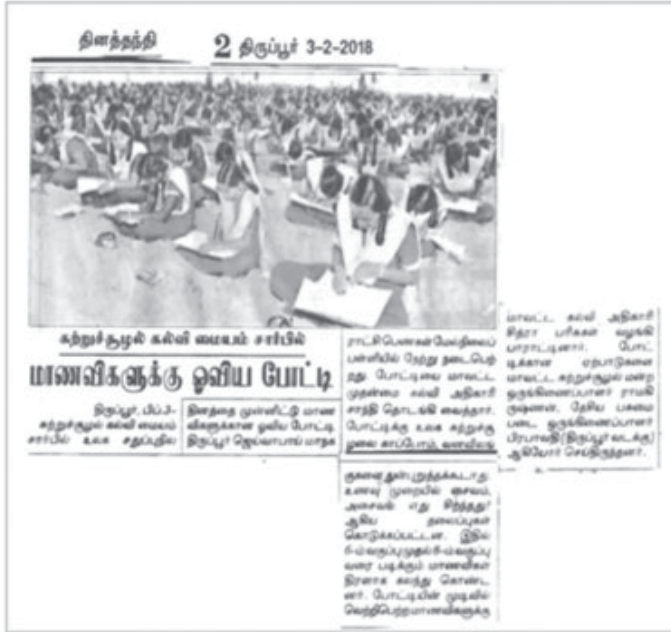 தினத்தந்தி 2 திருப்பூர் 3-2-2018
சுற்றுச்சூழல் கல்வி மையம் சார்பில்
மாணவிகளுக்கு ஓவிய போட்டி
திருப்பூர், பிப்.3-
சுற்றுச்சூழல் கல்வி மையம்
சார்பில் உலக சதுப்புநில
தினத்தை முன்னிட்டு மாண
விகளுக்கான ஓவிய போட்டி
திருப்பூர் ஜெய்வாபாய் மாநக
ராட்சி பெண்கள் மேல்நிலைப்
பள்ளியில் நேற்று நடைபெற்
றது. போட்டியை மாவட்ட
முதன்மை கல்வி அதிகாரி
சாந்தி தொடங்கி வைத்தார்.
போட்டிக்கு உலக சுற்றுச்சூ
ழலை காப்போம், வனவிலங்
குகளை துன்புறுத்தக்கூடாது,
உணவு முறையில் சைவம்,
அசைவம் எது சிறந்தது?
ஆகிய தலைப்புகள்
கொடுக்கப்பட்டன. இதில்
6-ம் வகுப்பு முதல் 8-ம் வகுப்பு
வரை படிக்கும் மாணவிகள்
திரளாக கலந்து கொண்ட
னர். போட்டியின் முடிவில்
வெற்றிபெற்ற மாணவிகளுக்கு
மாவட்ட கல்வி அதிகாரி
சித்ரா பரிசுகள் வழங்கி
பாராட்டினார். போட்
டிக்கான ஏற்பாடுகளை
மாவட்ட சுற்றுச்சூழல் மன்ற
ஒருங்கிணைப்பாளர் ராமகி
ருஷ்ணன், தேசிய பசுமை
படை ஒருங்கிணைப்பாளர்
பிரபாவதி (திருப்பூர் வடக்கு)
ஆகியோர் செய்திருந்தனர்.